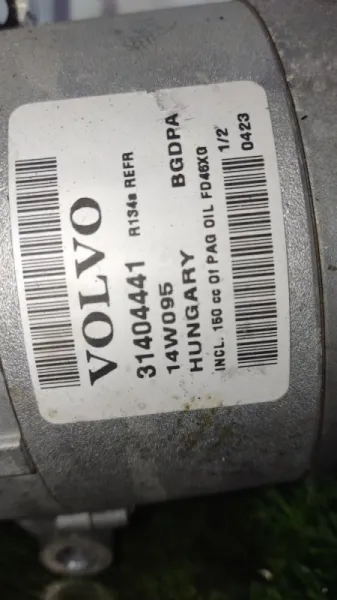 VOLVO
R134a REFR
31404441
14W095 BGDPA
HUNGARY
INCL. 150 cc Of PAG OIL FD46XG
1/2
0423